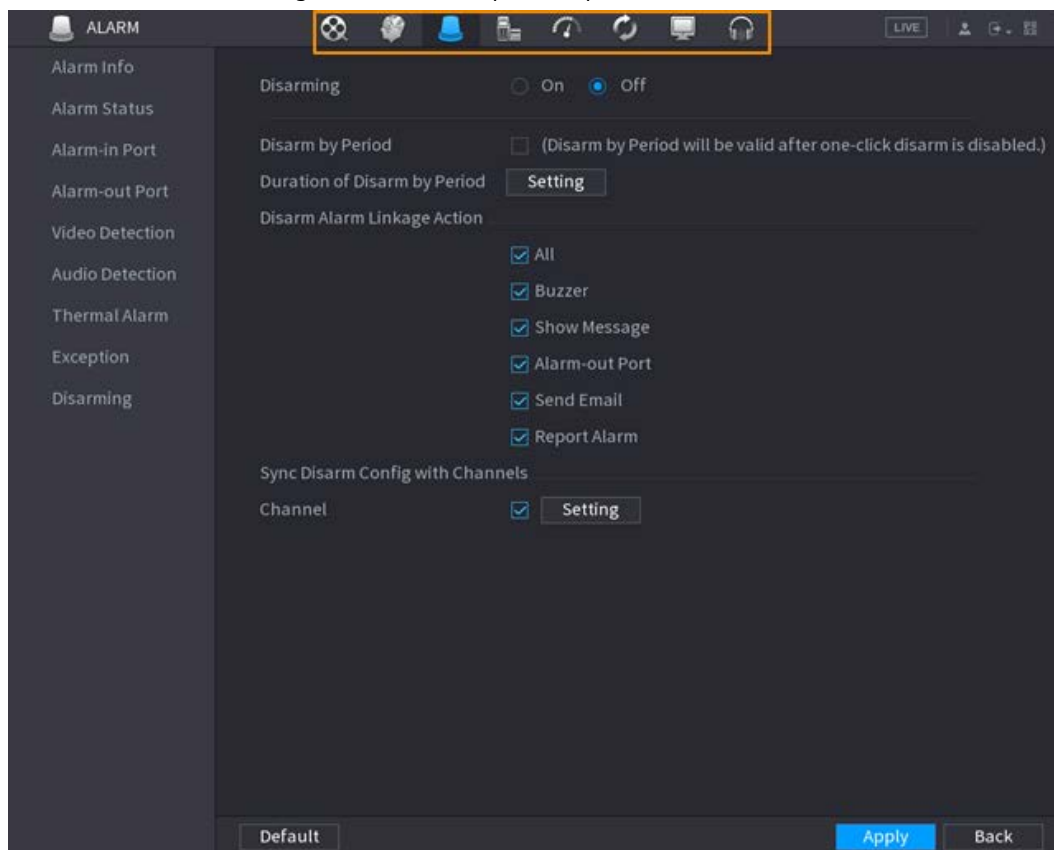 ALARM
LIVE
Alarm Info
Alarm Status
Alarm-in Port
Alarm-out Port
Video Detection
Audio Detection
Thermal Alarm
Exception
Disarming
Disarming On Off
Disarm by Period (Disarm by Period will be valid after one-click disarm is disabled.)
Duration of Disarm by Period Setting
Disarm Alarm Linkage Action
All
Buzzer
Show Message
Alarm-out Port
Send Email
Report Alarm
Sync Disarm Config with Channels
Channel Setting
Default Apply Back